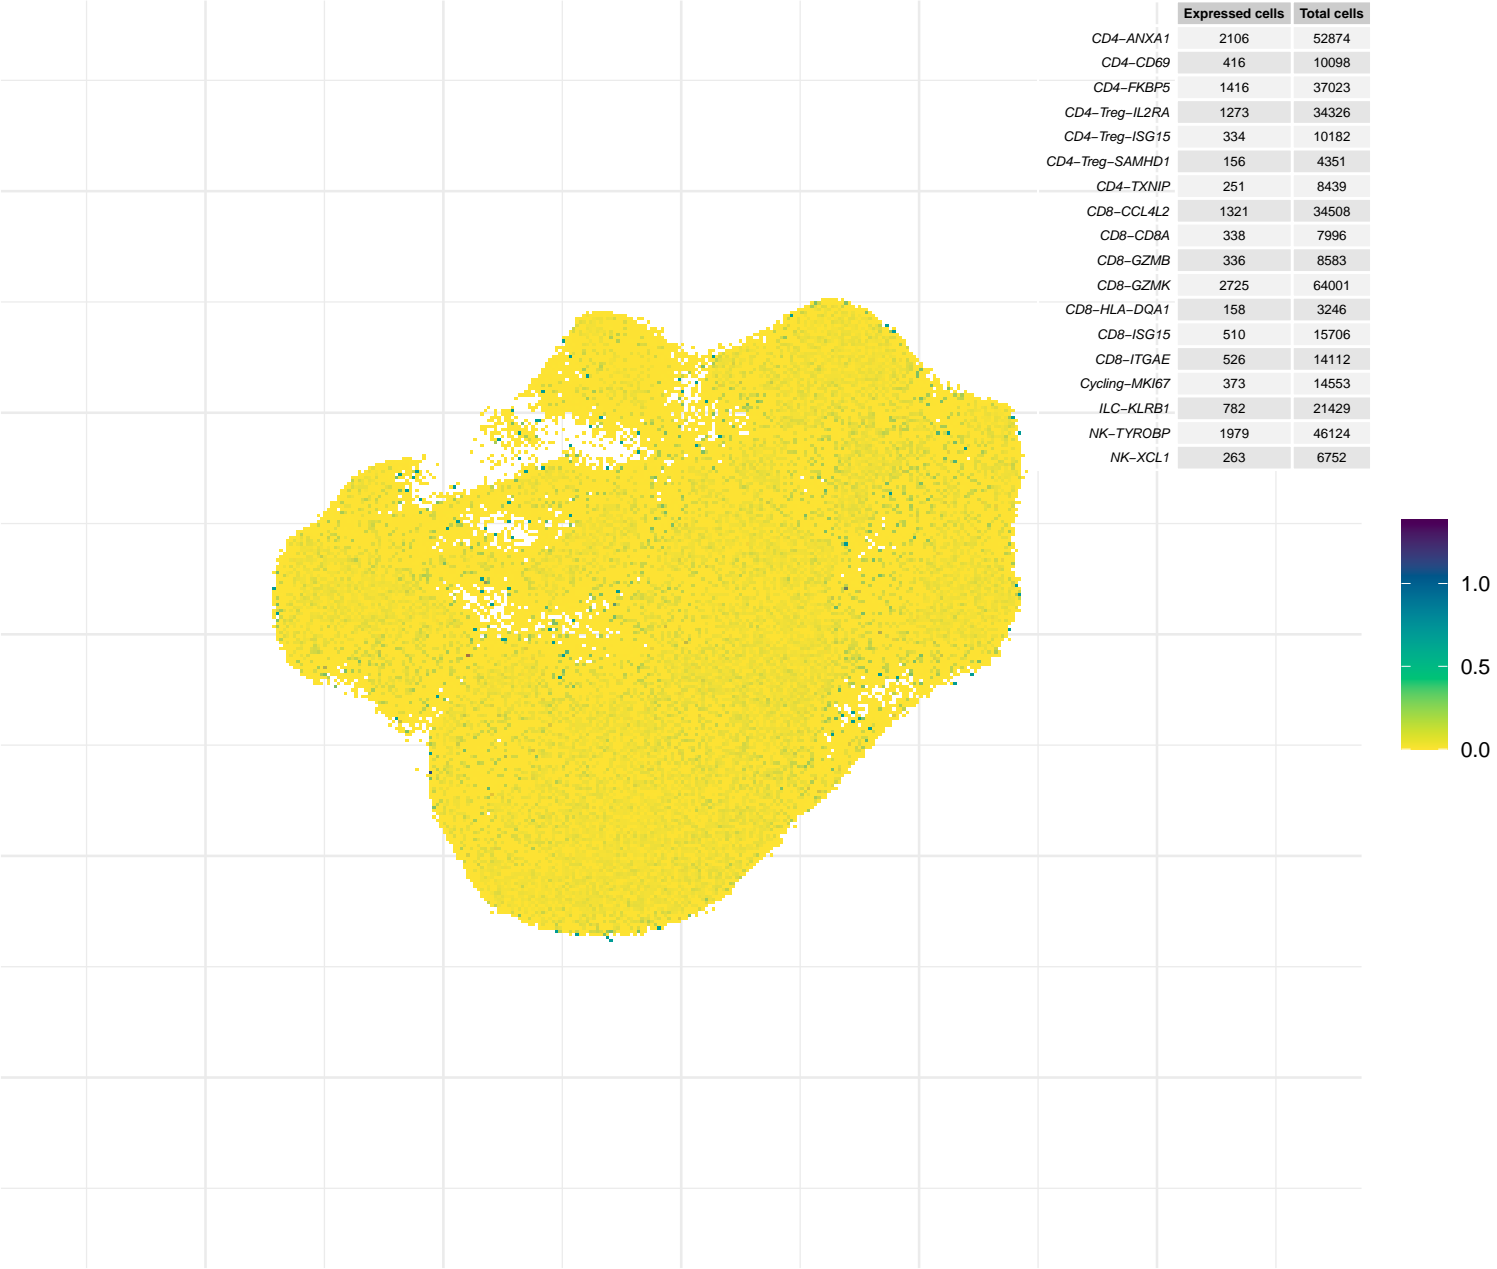 Expressed cells Total cells
CD4−ANXA1 2106 52874
CD4−CD69 416 10098
CD4−FKBP5 1416 37023
CD4−Treg−IL2RA 1273 34326
CD4−Treg−ISG15 334 10182
CD4−Treg−SAMHD1 156 4351
CD4−TXNIP 251 8439
CD8−CCL4L2 1321 34508
CD8−CD8A 338 7996
CD8−GZMB 336 8583
CD8−GZMK 2725 64001
CD8−HLA−DQA1 158 3246
CD8−ISG15 510 15706
CD8−ITGAE 526 14112
Cycling−MKI67 373 14553
ILC−KLRB1 782 21429
NK−TYROBP 1979 46124
NK−XCL1 263 6752
1.0
0.5
0.0